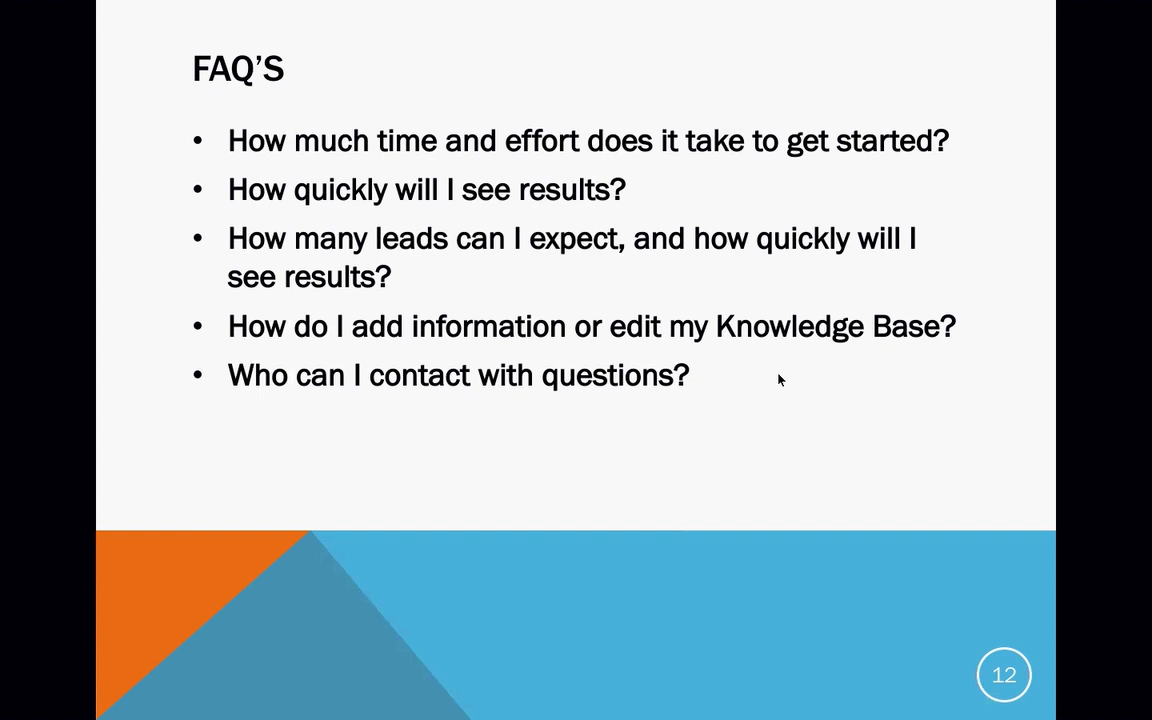 FAQ’S
• How much time and effort does it take to get started?
• How quickly will I see results?
• How many leads can I expect, and how quickly will I
see results?
• How do I add information or edit my Knowledge Base?
• Who can I contact with questions?
12